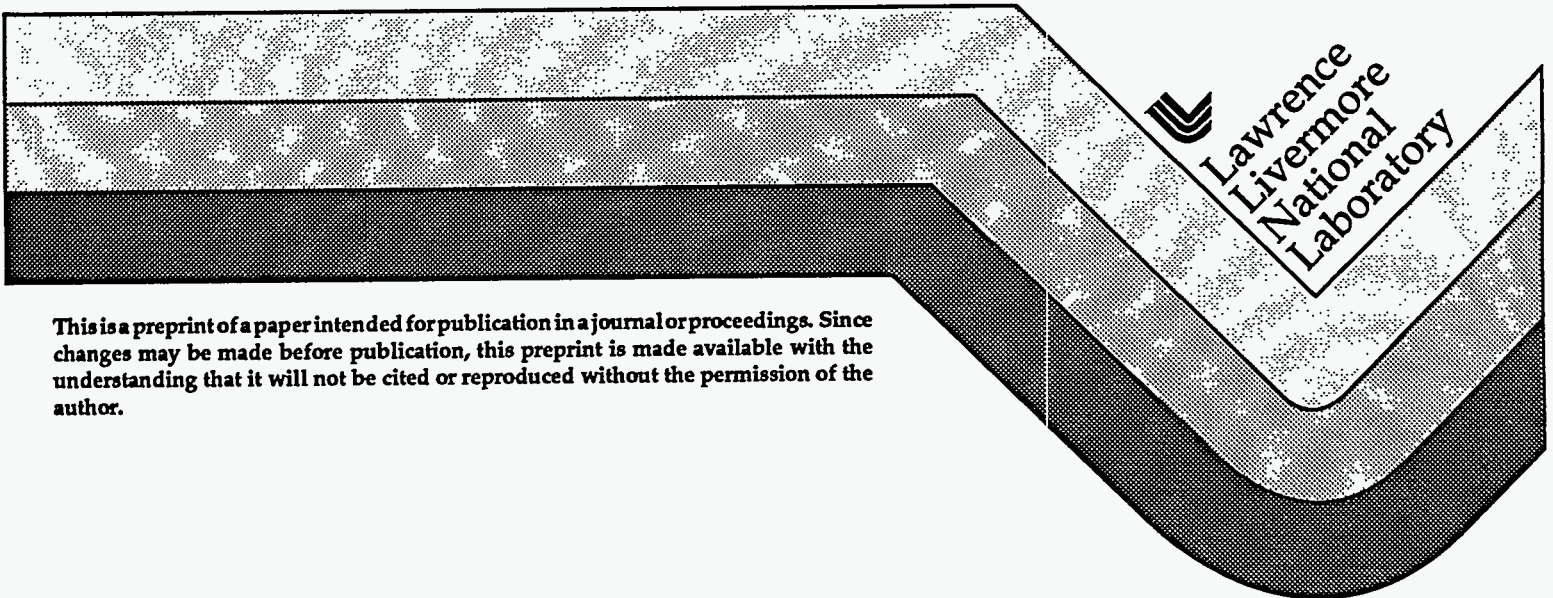 Lawrence
Livermore
National
Laboratory
This is a preprint of a paper intended for publication in a journal or proceedings. Since
changes may be made before publication, this preprint is made available with the
understanding that it will not be cited or reproduced without the permission of the
author.